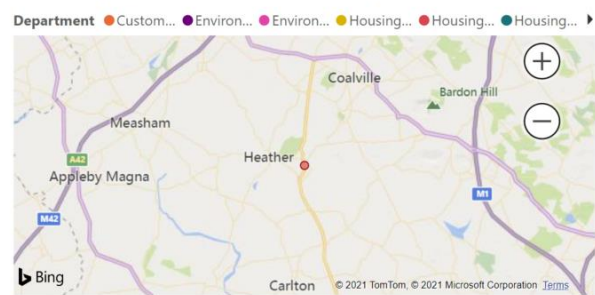 Department Custom... Environ... Environ... Housing... Housing... Housing...
Coalville
Bardon Hill
Measham
Heather
A42
Appleby Magna
M1
M42
Bing
Carlton
© 2021 TomTom, © 2021 Microsoft Corporation Terms